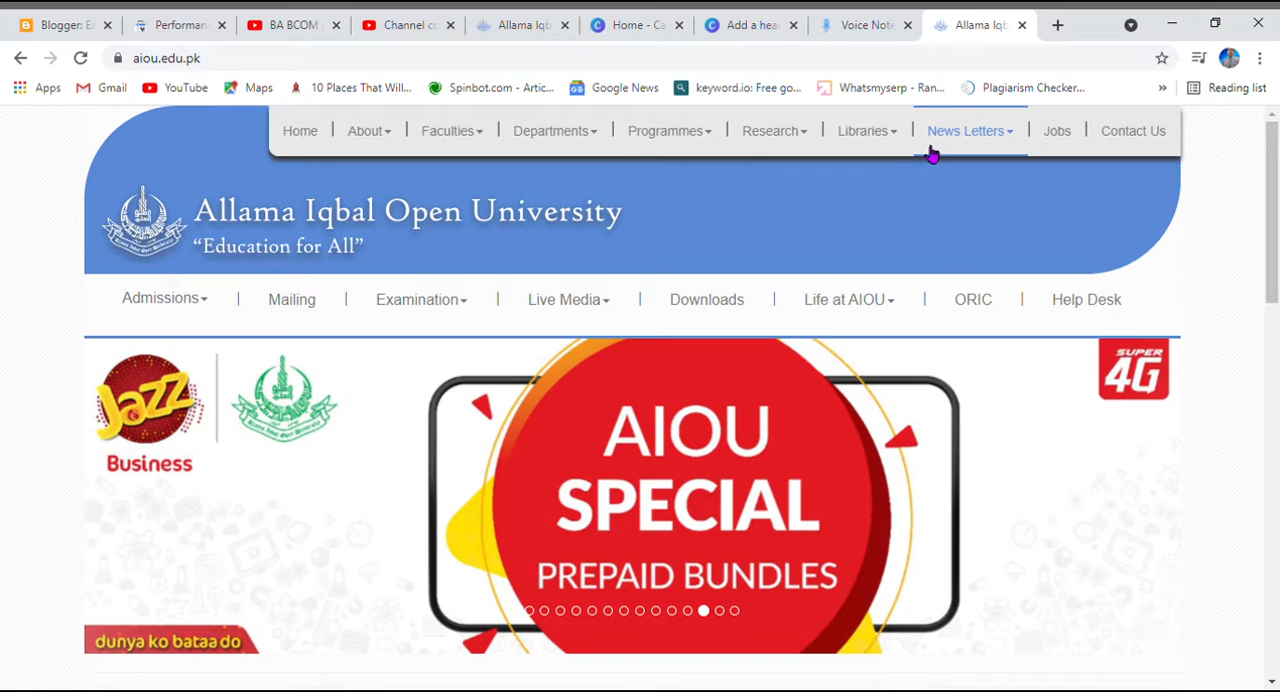 Blogger: E
Performan
BA BCOM
Channel co
Allama Iqb
Home - Ca
Add a hea
Voice Note
Allama Iqb
aiou.edu.pk
Apps
Gmail
YouTube
Maps
10 Places That Will...
Spinbot.com - Artic...
Google News
keyword.io: Free go...
Whatsmyserp - Ran...
Plagiarism Checker...
»
Reading list
Home | About | Faculties | Departments | Programmes | Research | Libraries | News Letters | Jobs | Contact Us
Allama Iqbal Open University
“Education for All”
Admissions | Mailing | Examination | Live Media | Downloads | Life at AIOU | ORIC | Help Desk
Jazz
Business
SUPER
4G
AIOU
SPECIAL
PREPAID BUNDLES
dunya ko bataa do